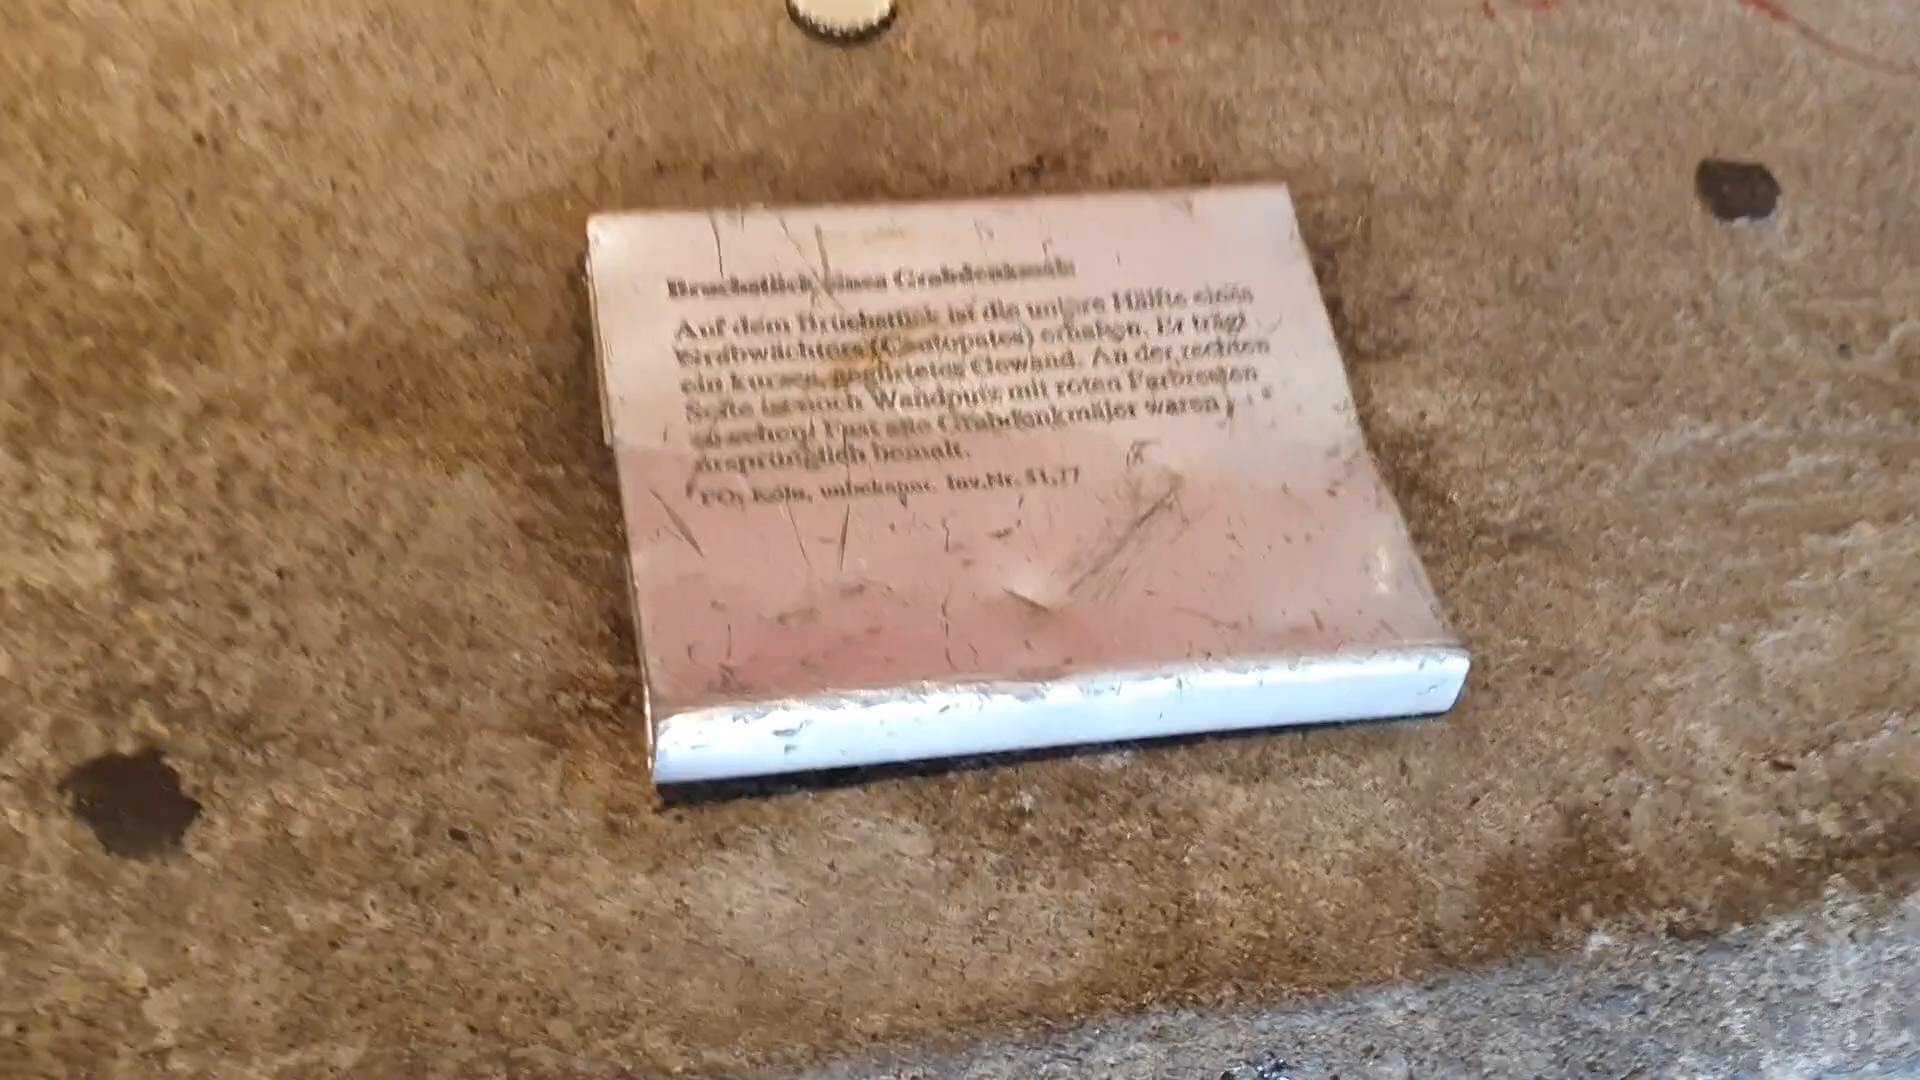 Bruchstück eines Grabdenkmals
Auf dem Bruchstück ist die untere Hälfte eines
Grabwächters (Cautopates) erhalten. Er trägt
ein kurzes, gegürtetes Gewand. An der rechten
Seite ist noch Wandputz mit roten Farbresten
zu sehen. Fast alle Grabdenkmäler waren
ursprünglich bemalt.
FO: Köln, unbekannt. Inv.Nr. 51,77